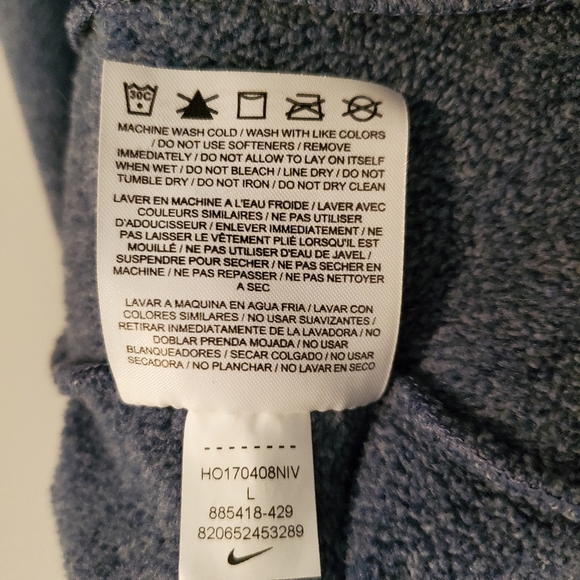 30C
MACHINE WASH COLD / WASH WITH LIKE COLORS
/ DO NOT USE SOFTENERS / REMOVE
IMMEDIATELY / DO NOT ALLOW TO LAY ON ITSELF
WHEN WET / DO NOT BLEACH / LINE DRY / DO NOT
TUMBLE DRY / DO NOT IRON / DO NOT DRY CLEAN
LAVER EN MACHINE A L'EAU FROIDE / LAVER AVEC
COULEURS SIMILAIRES / NE PAS UTILISER
D'ADOUCISSEUR / ENLEVER IMMEDIATEMENT / NE
PAS LAISSER LE VÊTEMENT PLIÉ LORSQU'IL EST
MOUILLÉ / NE PAS UTILISER D'EAU DE JAVEL /
SUSPENDRE POUR SECHER / NE PAS SECHER EN
MACHINE / NE PAS REPASSER / NE PAS NETTOYER
A SEC
LAVAR A MAQUINA EN AGUA FRIA / LAVAR CON
COLORES SIMILARES / NO USAR SUAVIZANTES /
RETIRAR INMEDIATAMENTE DE LA LAVADORA / NO
DOBLAR PRENDA MOJADA / NO USAR
BLANQUEADORES / SECAR COLGADO / NO USAR
SECADORA / NO PLANCHAR / NO LAVAR EN SECO
HO170408NIV
L
885418-429
820652453289